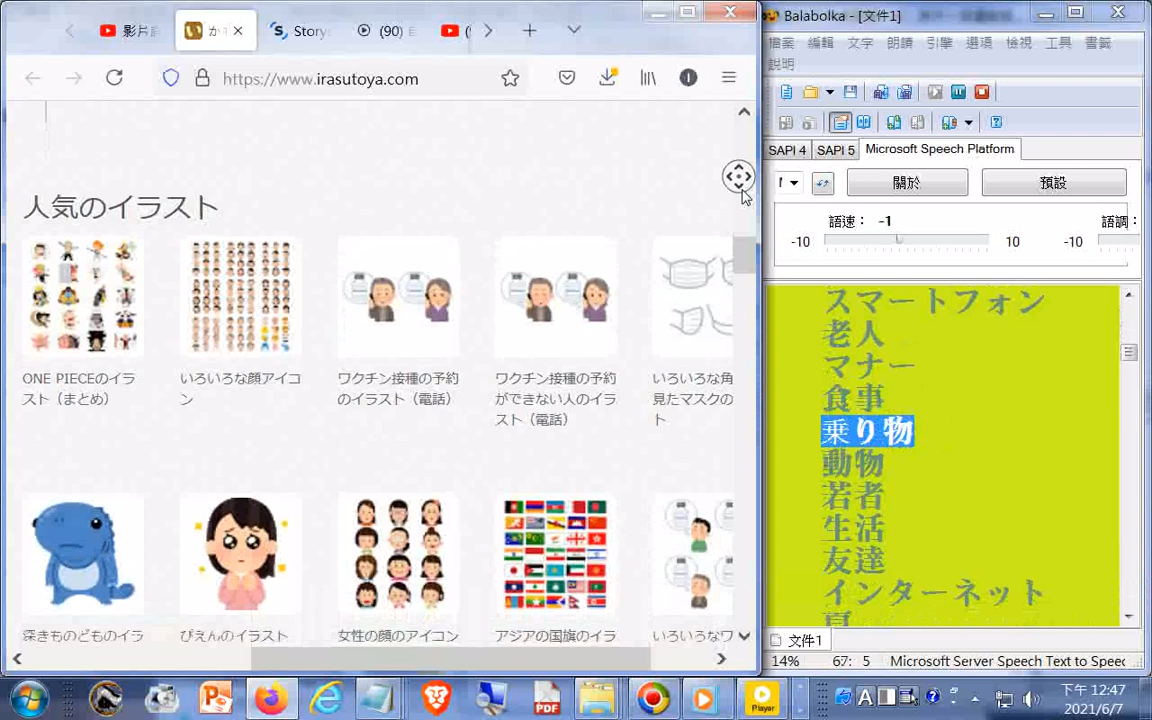 影片
か
Story
(90)
(
https://www.irasutoya.com
人気のイラスト
ONE PIECEのイラ
スト（まとめ）
いろいろな顔アイコ
ン
ワクチン接種の予約
のイラスト（電話）
ワクチン接種の予約
ができない人のイラ
スト（電話）
いろいろな角
見たマスクの
ト
深きものどものイラ
ぴえんのイラスト
女性の顔のアイコン
アジアの国旗のイラ
いろいろなワ
Balabolka - [文件1]
檔案 編輯 文字 朗讀 引擎 選項 檢視 工具 書籤
說明
SAPI 4 SAPI 5 Microsoft Speech Platform
關於 預設
語速： -1 語調：
-10 10 -10
スマートフォン
老人
マナー
食事
乗り物
動物
若者
生活
友達
インターネット
夏
文件1
14% 67: 5 Microsoft Server Speech Text to Speec
PDF
Player
A
下午 12:47
2021/6/7